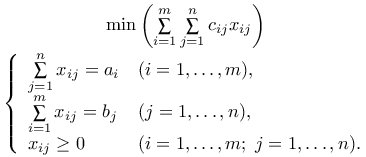 min ( ∑_{i=1}^{m} ∑_{j=1}^{n} c_{ij} x_{ij} )
∑_{j=1}^{n} x_{ij} = a_i (i = 1, . . . , m),
∑_{i=1}^{m} x_{ij} = b_j (j = 1, . . . , n),
x_{ij} ≥ 0 (i = 1, . . . , m; j = 1, . . . , n).